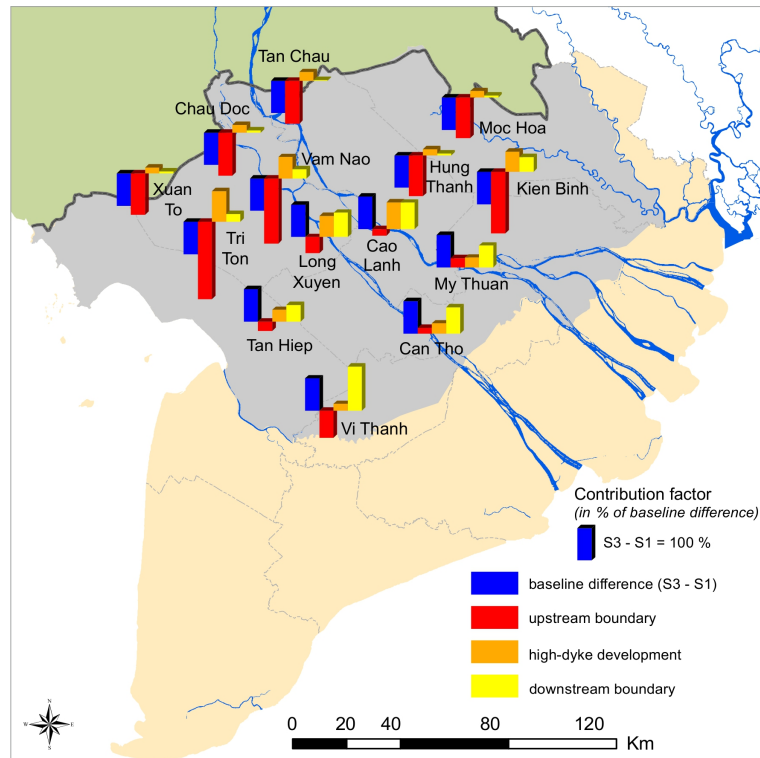 Tan Chau
Chau Doc
Moc Hoa
Vam Nao
Hung
Thanh
Kien Binh
Xuan
To
Tri
Ton
Long
Xuyen
Cao
Lanh
My Thuan
Tan Hiep
Can Tho
Vi Thanh
Contribution factor
(in % of baseline difference)
S3 - S1 = 100 %
baseline difference (S3 - S1)
upstream boundary
high-dyke development
downstream boundary
N
W E
S
0 20 40 80 120
Km